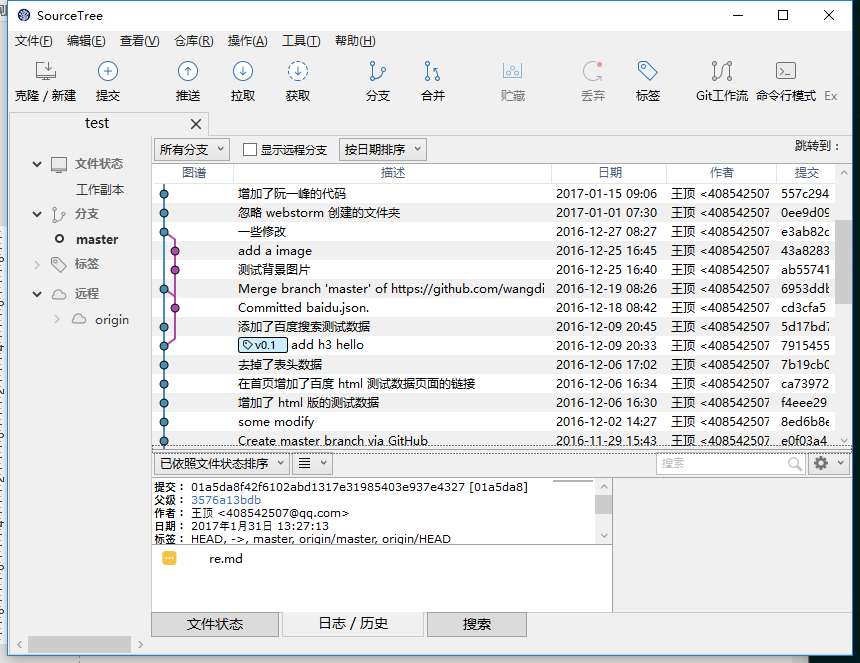 SourceTree
文件(F) 编辑(E) 查看(V) 仓库(R) 操作(A) 工具(T) 帮助(H)
克隆 / 新建 提交 推送 拉取 获取 分支 合并 贮藏 丢弃 标签 Git工作流 命令行模式 Ex
test
所有分支 显示远程分支 按日期排序 跳转到：
文件状态
工作副本
分支
master
标签
远程
origin
图谱 描述 日期 作者 提交
增加了阮一峰的代码 2017-01-15 09:06 王顶 <408542507 557c294
忽略 webstorm 创建的文件夹 2017-01-01 07:30 王顶 <408542507 0ee9d09
一些修改 2016-12-27 08:27 王顶 <408542507 e3ab82c
add a image 2016-12-25 16:45 王顶 <408542507 43a8283
测试背景图片 2016-12-25 16:40 王顶 <408542507 ab55741
Merge branch 'master' of https://github.com/wangdi 2016-12-19 08:26 王顶 <408542507 6953ddb
Committed baidu.json. 2016-12-18 08:42 王顶 <408542507 cd3cfa5
添加了百度搜索测试数据 2016-12-09 20:45 王顶 <408542507 5d17bd7
v0.1 add h3 hello 2016-12-09 20:33 王顶 <408542507 7915455
去掉了表头数据 2016-12-06 17:02 王顶 <408542507 7b19cb0
在首页增加了百度 html 测试数据页面的链接 2016-12-06 16:34 王顶 <408542507 ca73972
增加了 html 版的测试数据 2016-12-06 16:30 王顶 <408542507 f4eee29
some modify 2016-12-02 14:27 王顶 <408542507 8ed6b8e
Create master branch via GitHub 2016-11-29 15:43 王顶 <408542507 e0f03a4
已依照文件状态排序 搜索
提交： 01a5da8f42f6102abd1317e31985403e937e4327 [01a5da8]
父级： 3576a13bdb
作者： 王顶 <408542507@qq.com>
日期： 2017年1月31日 13:27:13
标签： HEAD, ->, master, origin/master, origin/HEAD
re.md
文件状态 日志 / 历史 搜索